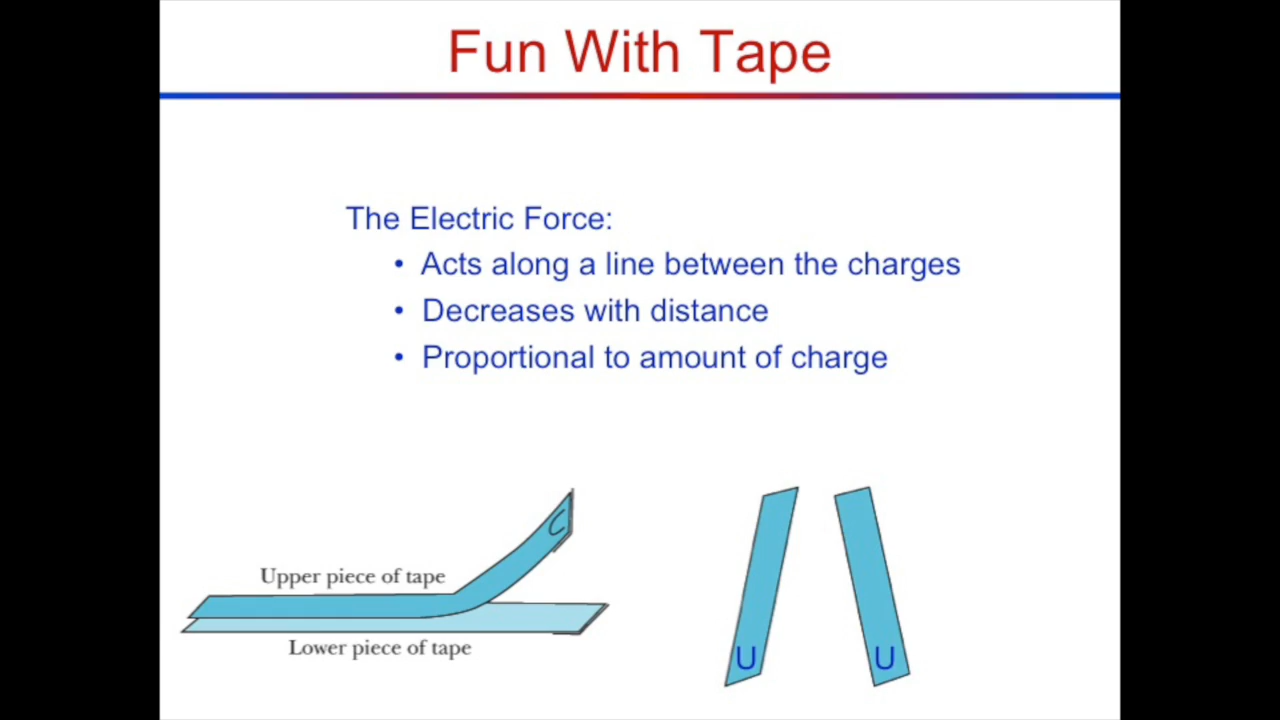 Fun With Tape
The Electric Force:
• Acts along a line between the charges
• Decreases with distance
• Proportional to amount of charge
Upper piece of tape
Lower piece of tape
U U